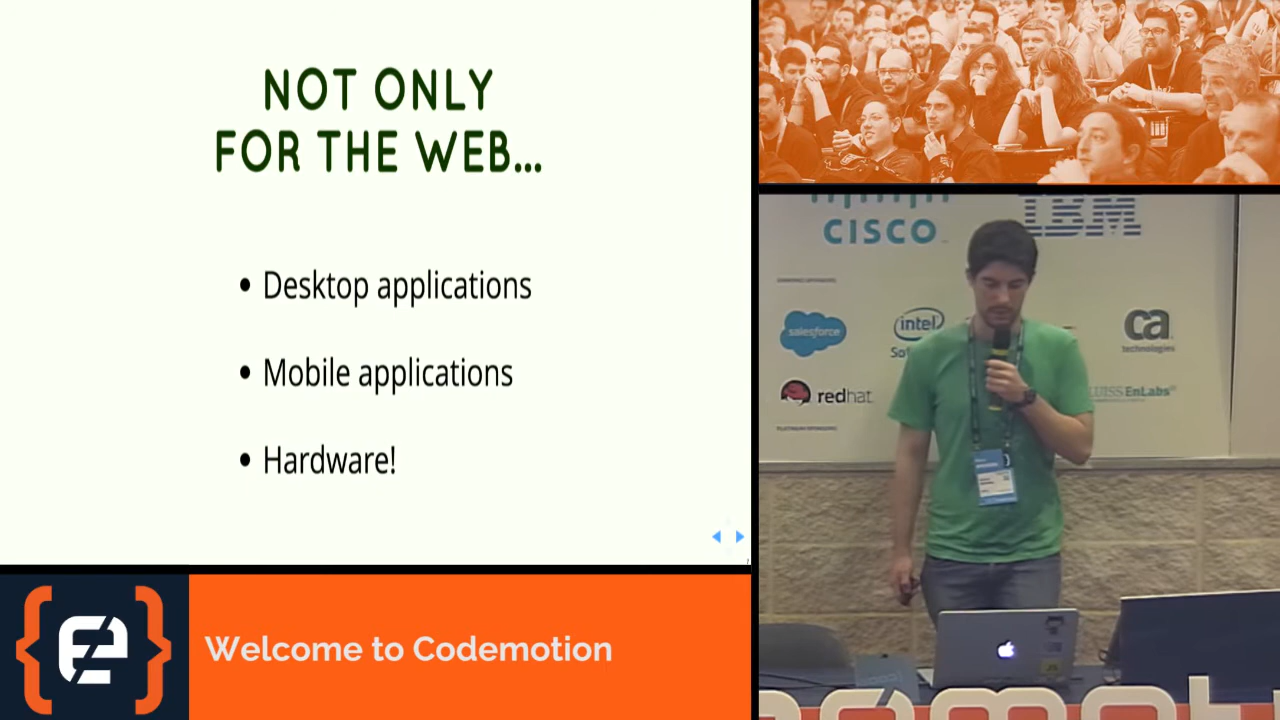 NOT ONLY
FOR THE WEB...
• Desktop applications
• Mobile applications
• Hardware!
Welcome to Codemotion
CISCO
IBM
salesforce
intel
ca
technologies
redhat
EnLabs
JS